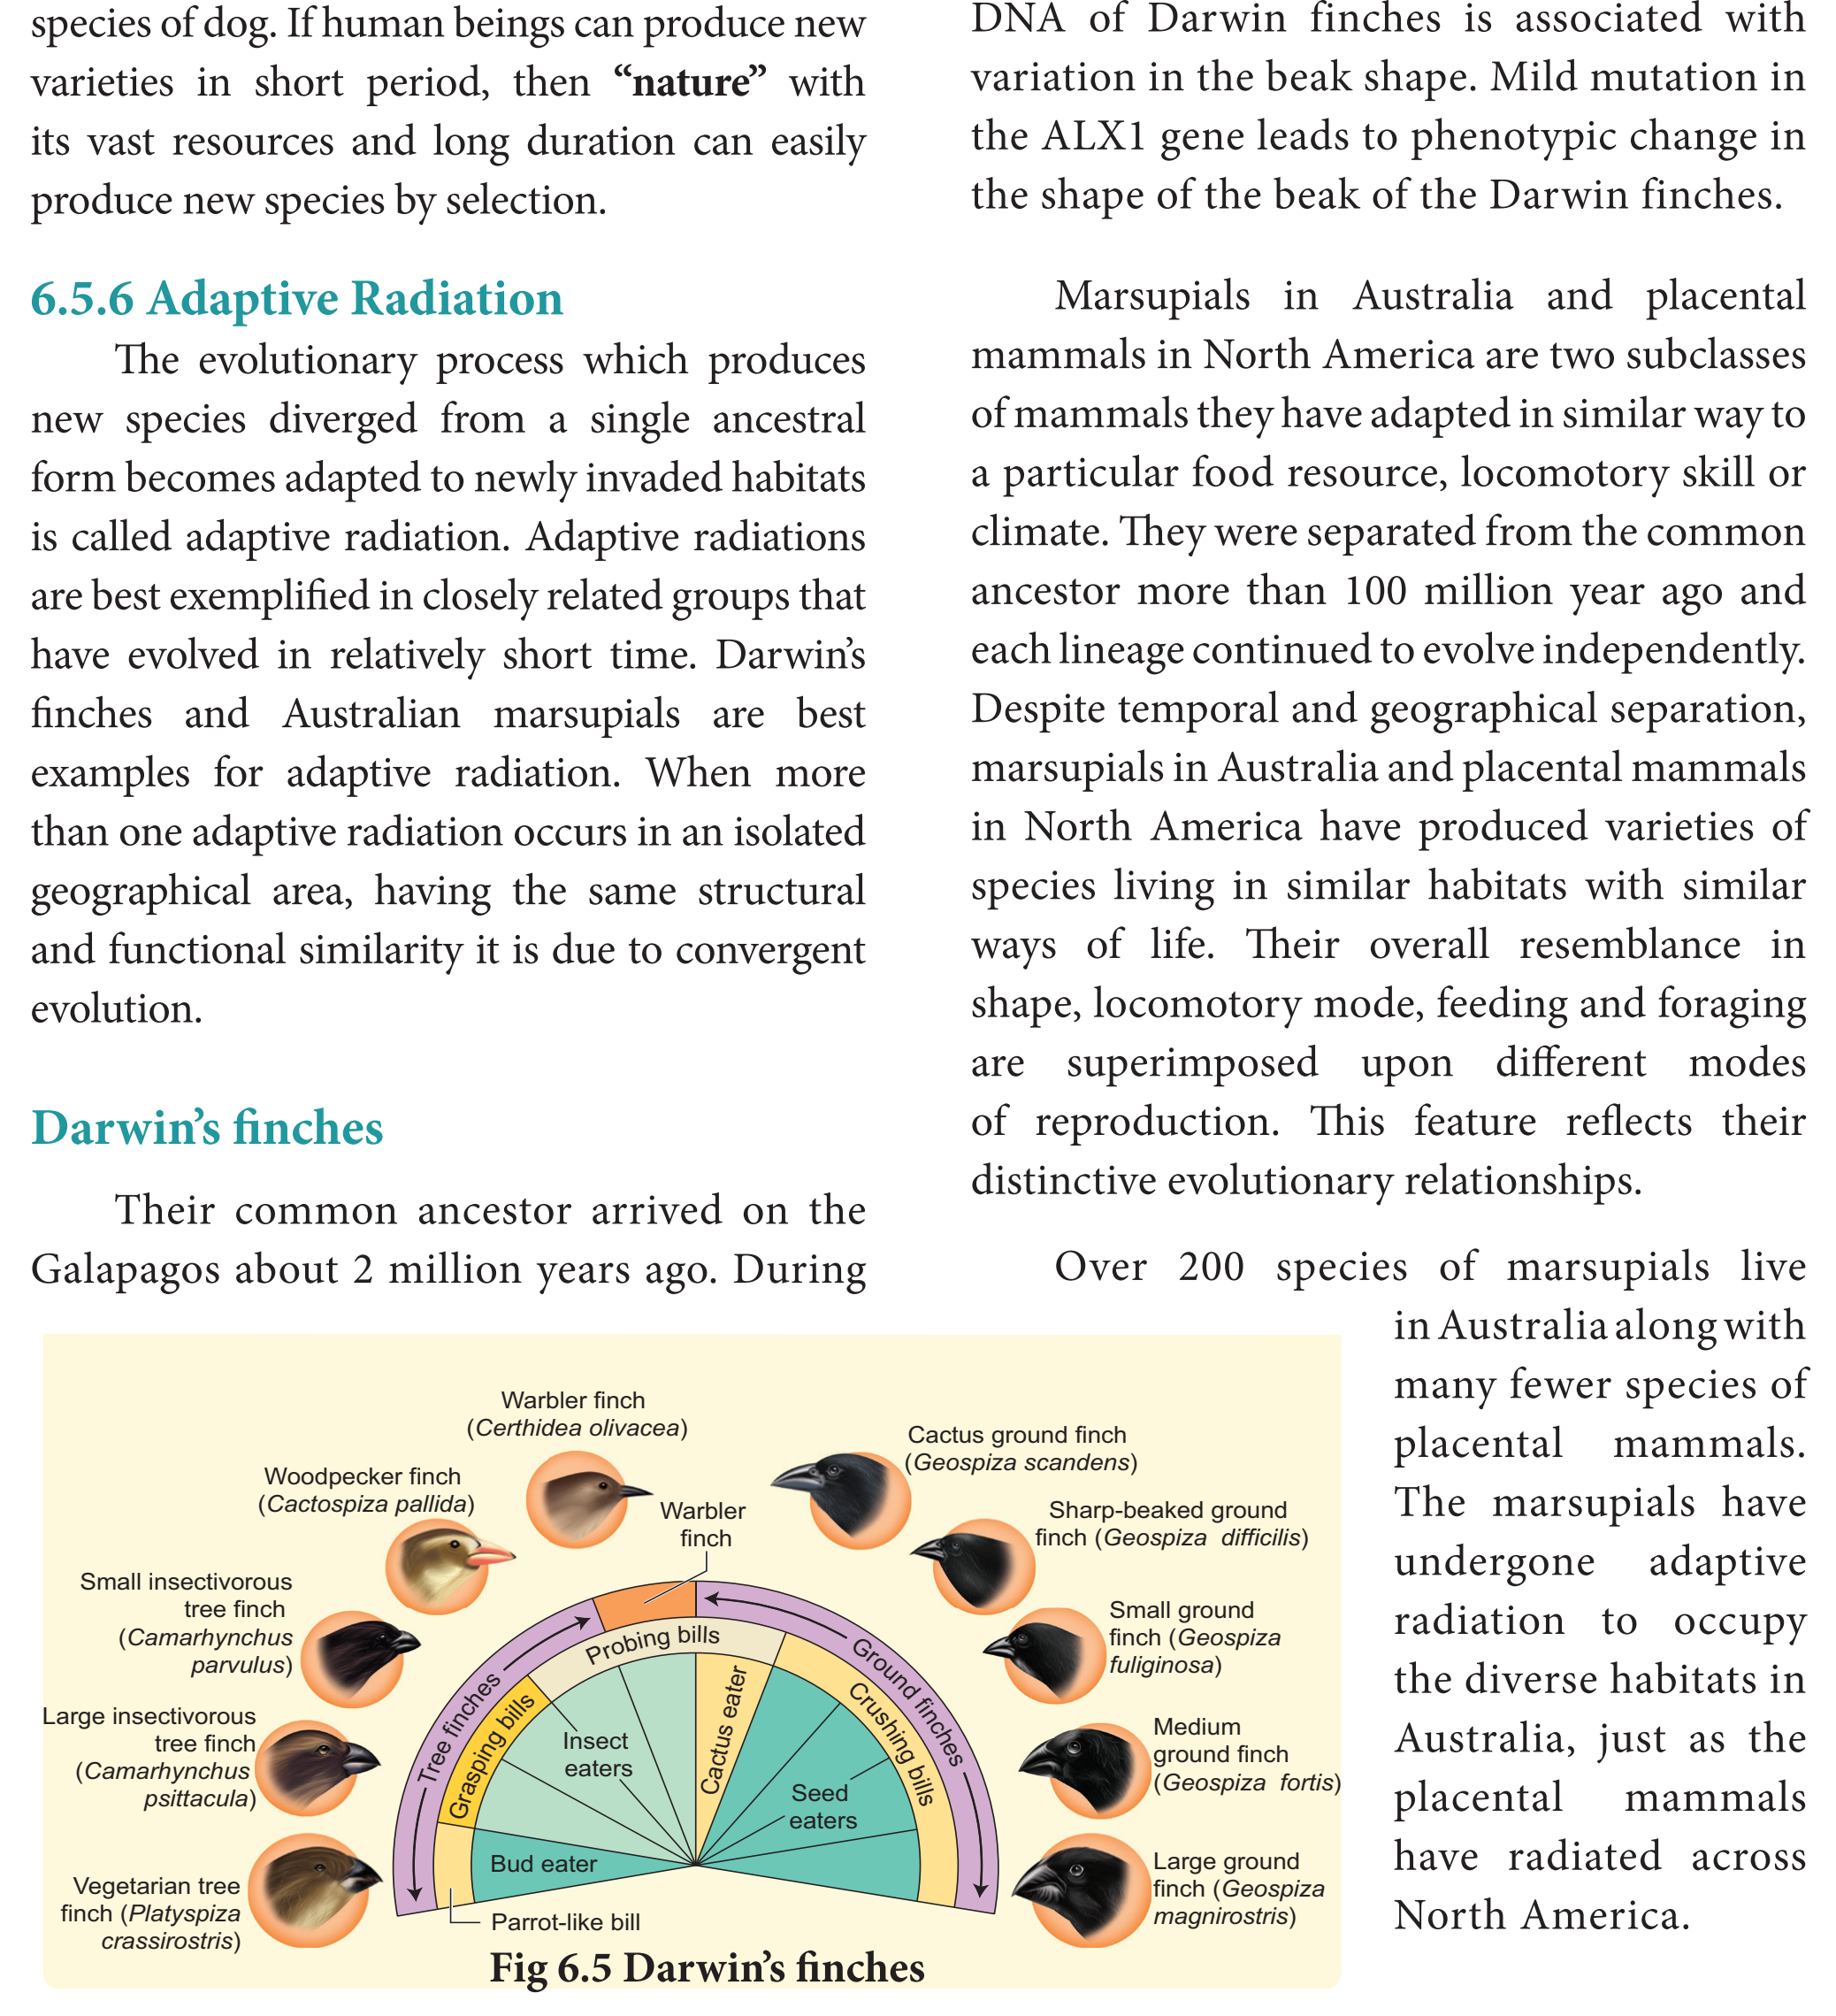 species of dog. If human beings can produce new
varieties in short period, then “nature” with
its vast resources and long duration can easily
produce new species by selection.
6.5.6 Adaptive Radiation
The evolutionary process which produces
new species diverged from a single ancestral
form becomes adapted to newly invaded habitats
is called adaptive radiation. Adaptive radiations
are best exemplified in closely related groups that
have evolved in relatively short time. Darwin’s
finches and Australian marsupials are best
examples for adaptive radiation. When more
than one adaptive radiation occurs in an isolated
geographical area, having the same structural
and functional similarity it is due to convergent
evolution.
Darwin’s finches
Their common ancestor arrived on the
Galapagos about 2 million years ago. During
DNA of Darwin finches is associated with
variation in the beak shape. Mild mutation in
the ALX1 gene leads to phenotypic change in
the shape of the beak of the Darwin finches.
Marsupials in Australia and placental
mammals in North America are two subclasses
of mammals they have adapted in similar way to
a particular food resource, locomotory skill or
climate. They were separated from the common
ancestor more than 100 million year ago and
each lineage continued to evolve independently.
Despite temporal and geographical separation,
marsupials in Australia and placental mammals
in North America have produced varieties of
species living in similar habitats with similar
ways of life. Their overall resemblance in
shape, locomotory mode, feeding and foraging
are superimposed upon different modes
of reproduction. This feature reflects their
distinctive evolutionary relationships.
Over 200 species of marsupials live
in Australia along with
many fewer species of
placental mammals.
The marsupials have
undergone adaptive
radiation to occupy
the diverse habitats in
Australia, just as the
placental mammals
have radiated across
North America.
Warbler finch
(Certhidea olivacea)
Woodpecker finch
(Cactospiza pallida)
Small insectivorous
tree finch
(Camarhynchus
parvulus)
Large insectivorous
tree finch
(Camarhynchus
psittacula)
Vegetarian tree
finch (Platyspiza
crassirostris)
Cactus ground finch
(Geospiza scandens)
Sharp-beaked ground
finch (Geospiza difficilis)
Small ground
finch (Geospiza
fuliginosa)
Medium
ground finch
(Geospiza fortis)
Large ground
finch (Geospiza
magnirostris)
Warbler
finch
Tree finches
Ground finches
Probing bills
Grasping bills
Crushing bills
Insect
eaters
Cactus eater
Seed
eaters
Bud eater
Parrot-like bill
Fig 6.5 Darwin’s finches